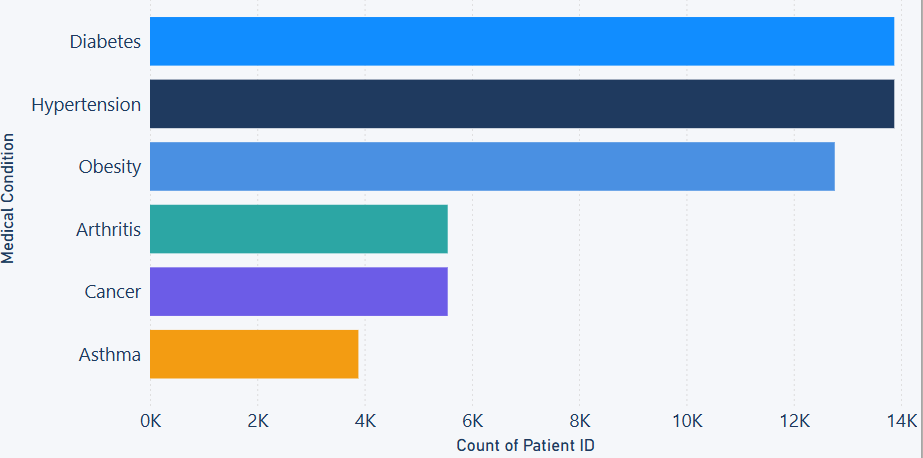 Medical Condition
Diabetes
Hypertension
Obesity
Arthritis
Cancer
Asthma
0K 2K 4K 6K 8K 10K 12K 14K
Count of Patient ID